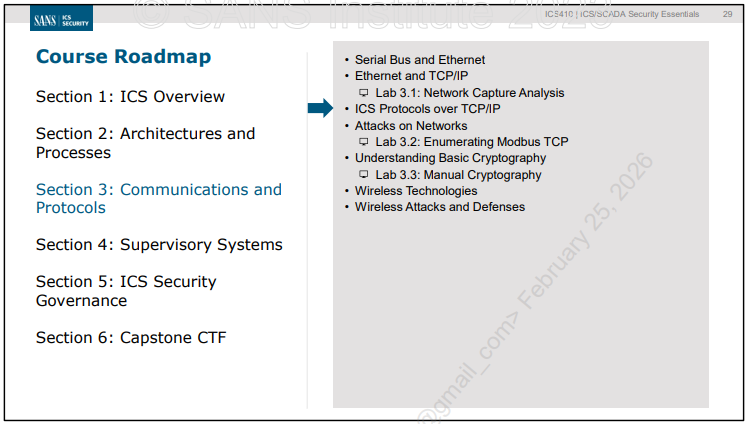 © SANS Institute 2026
SANS ICS SECURITY
ICS410 | ICS/SCADA Security Essentials 29
Course Roadmap
Section 1: ICS Overview
Section 2: Architectures and
Processes
Section 3: Communications and
Protocols
Section 4: Supervisory Systems
Section 5: ICS Security
Governance
Section 6: Capstone CTF
• Serial Bus and Ethernet
• Ethernet and TCP/IP
Lab 3.1: Network Capture Analysis
• ICS Protocols over TCP/IP
• Attacks on Networks
Lab 3.2: Enumerating Modbus TCP
• Understanding Basic Cryptography
Lab 3.3: Manual Cryptography
• Wireless Technologies
• Wireless Attacks and Defenses
@gmail_com> February 25, 2026